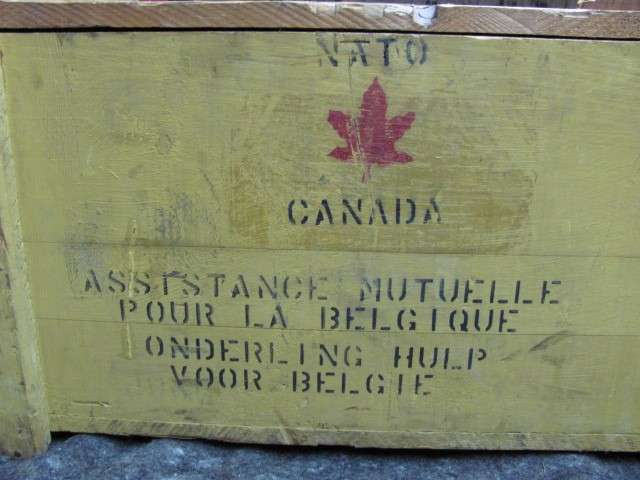 NATO
CANADA
ASSISTANCE MUTUELLE
POUR LA BELGIQUE
ONDERLING HULP
VOOR BELGIE